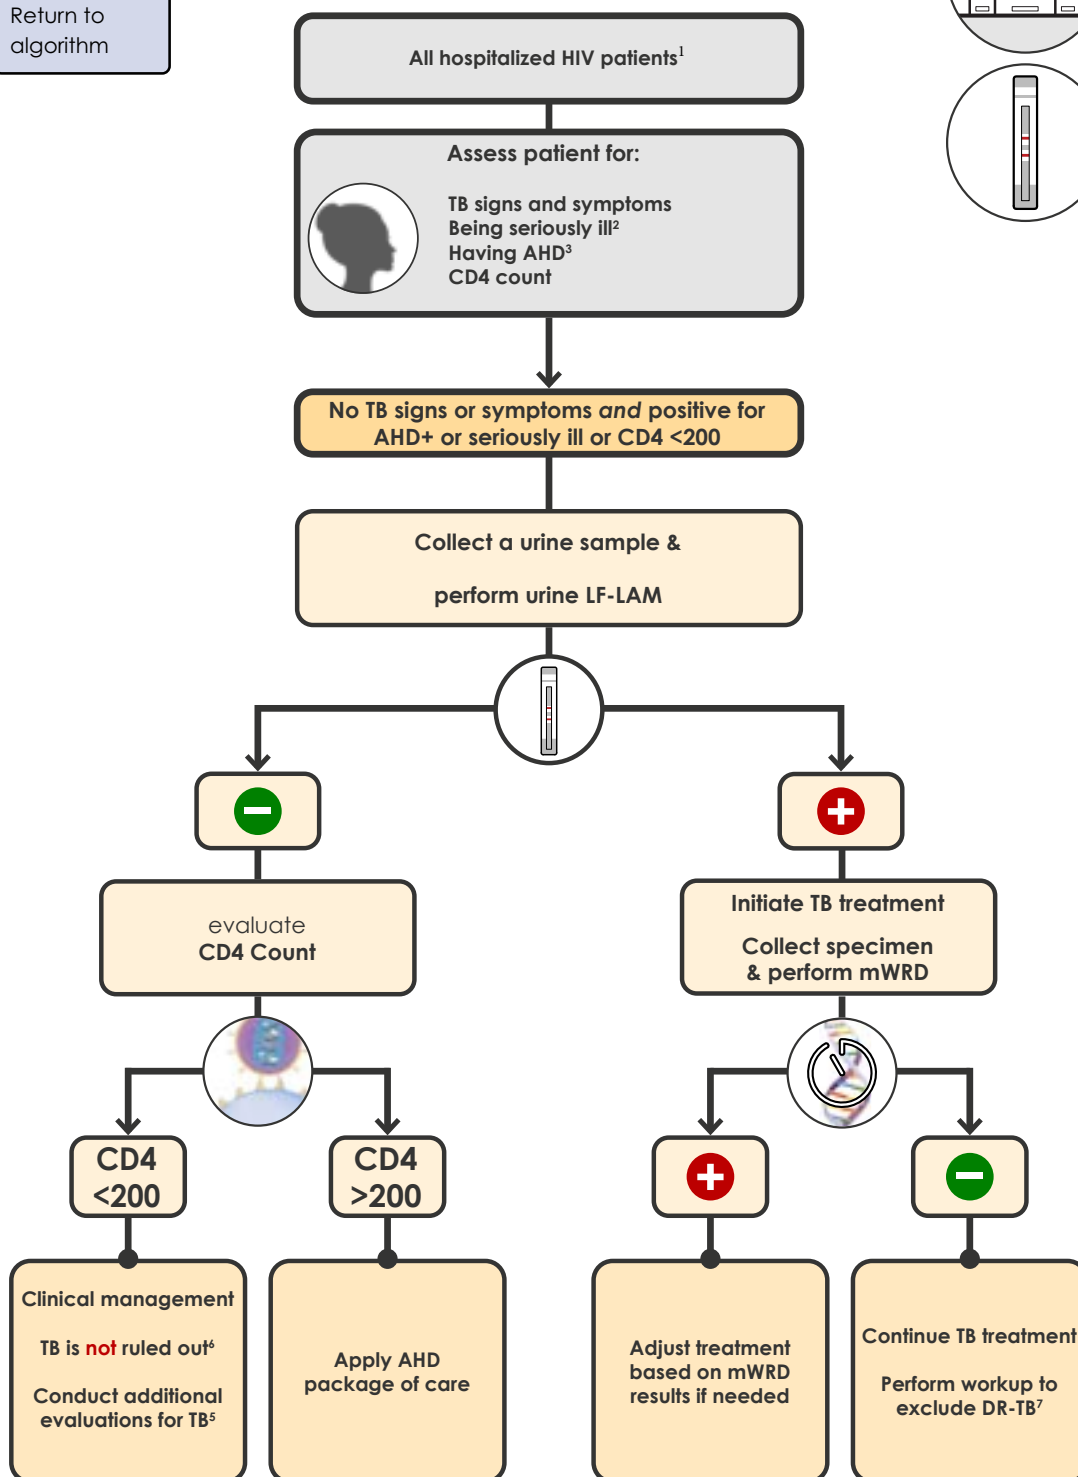 Return to
algorithm
All hospitalized HIV patients¹
Assess patient for:
TB signs and symptoms
Being seriously ill²
Having AHD³
CD4 count
No TB signs or symptoms and positive for
AHD+ or seriously ill or CD4 <200
Collect a urine sample &
perform urine LF-LAM
evaluate
CD4 Count
Initiate TB treatment
Collect specimen
& perform mWRD
CD4
<200
CD4
>200
Clinical management
TB is not ruled out⁶
Conduct additional
evaluations for TB⁵
Apply AHD
package of care
Adjust treatment
based on mWRD
results if needed
Continue TB treatment
Perform workup to
exclude DR-TB⁷